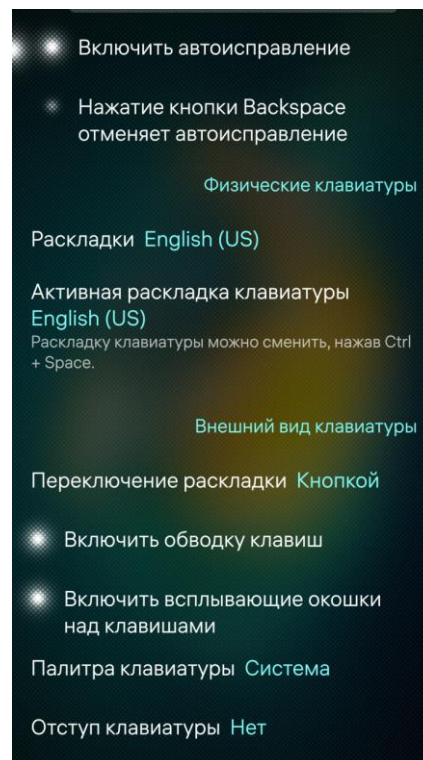 Включить автоисправление
Нажатие кнопки Backspace
отменяет автоисправление
Физические клавиатуры
Раскладки English (US)
Активная раскладка клавиатуры
English (US)
Раскладку клавиатуры можно сменить, нажав Ctrl
+ Space.
Внешний вид клавиатуры
Переключение раскладки Кнопкой
Включить обводку клавиш
Включить всплывающие окошки
над клавишами
Палитра клавиатуры Система
Отступ клавиатуры Нет